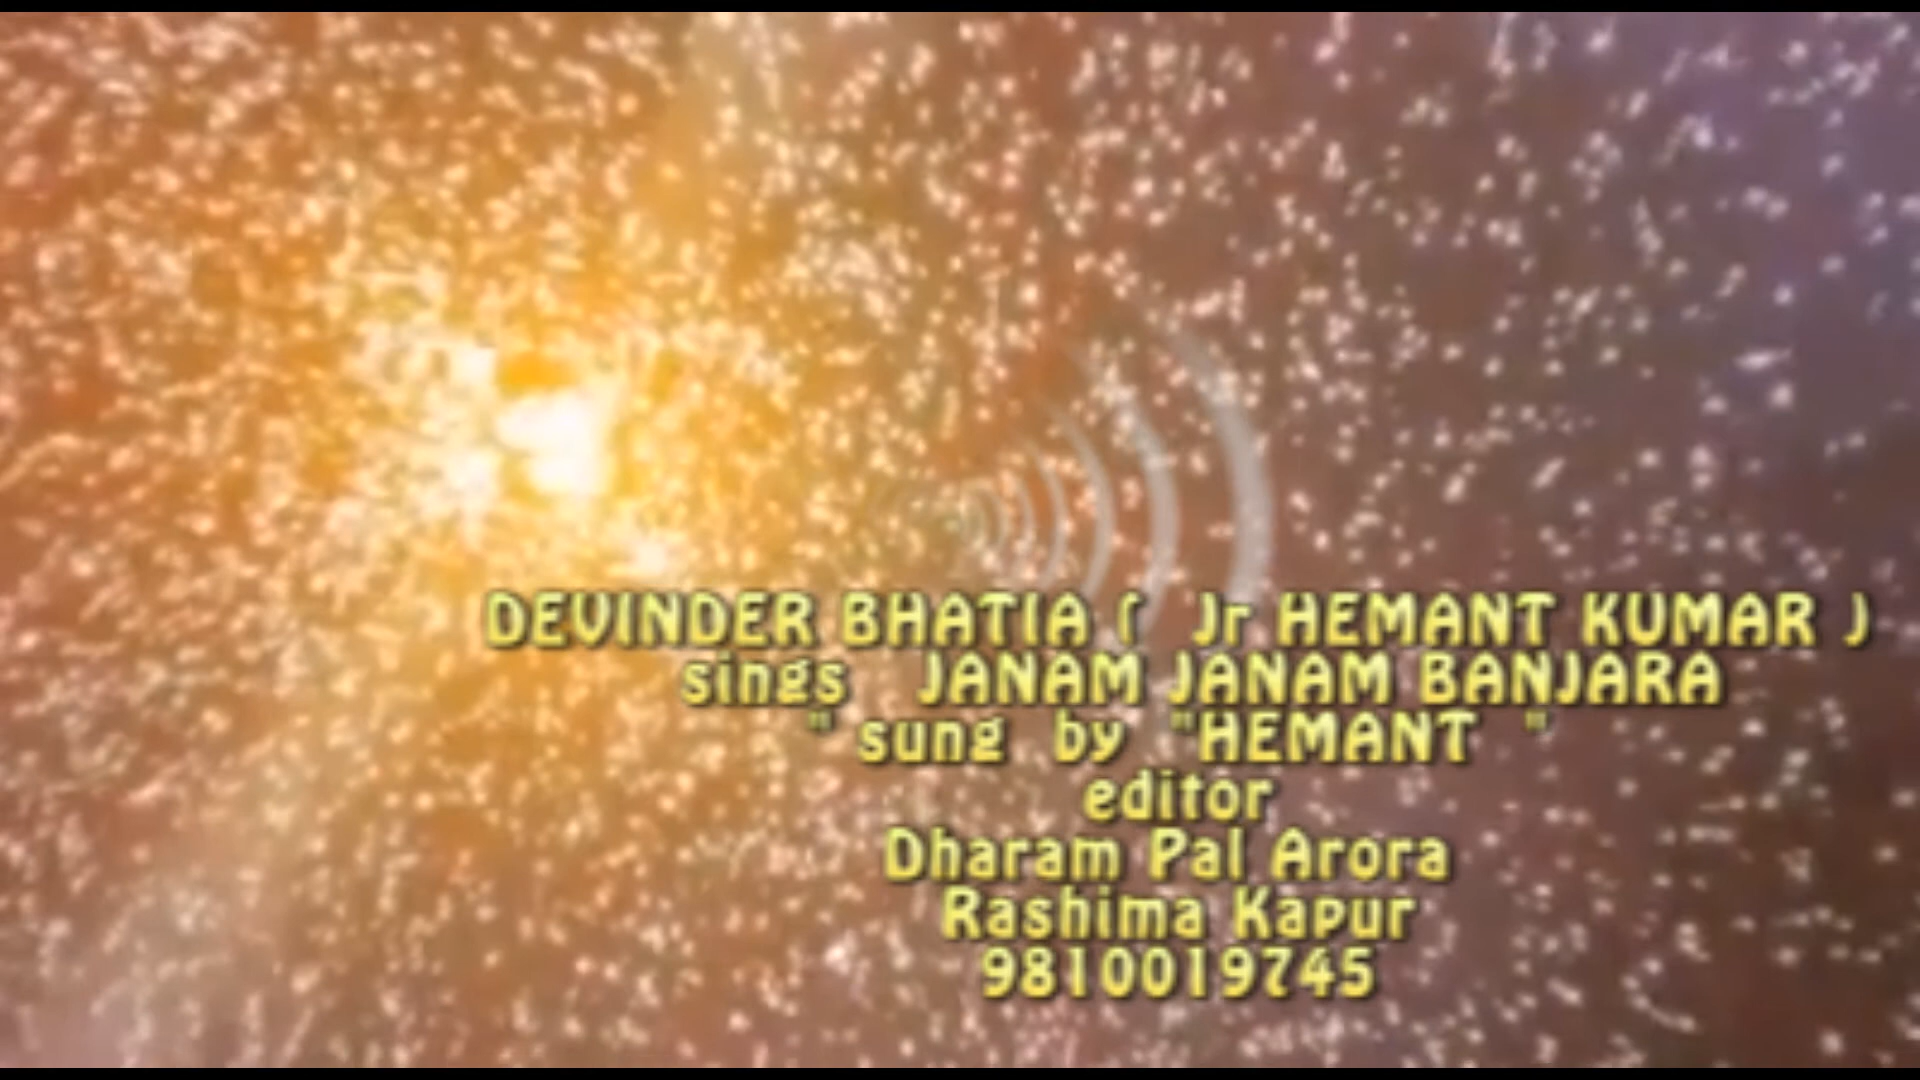 DEVINDER BHATIA ( Jr HEMANT KUMAR )
sings JANAM JANAM BANJARA
" sung by "HEMANT "
editor
Dharam Pal Arora
Rashima Kapur
9810019745